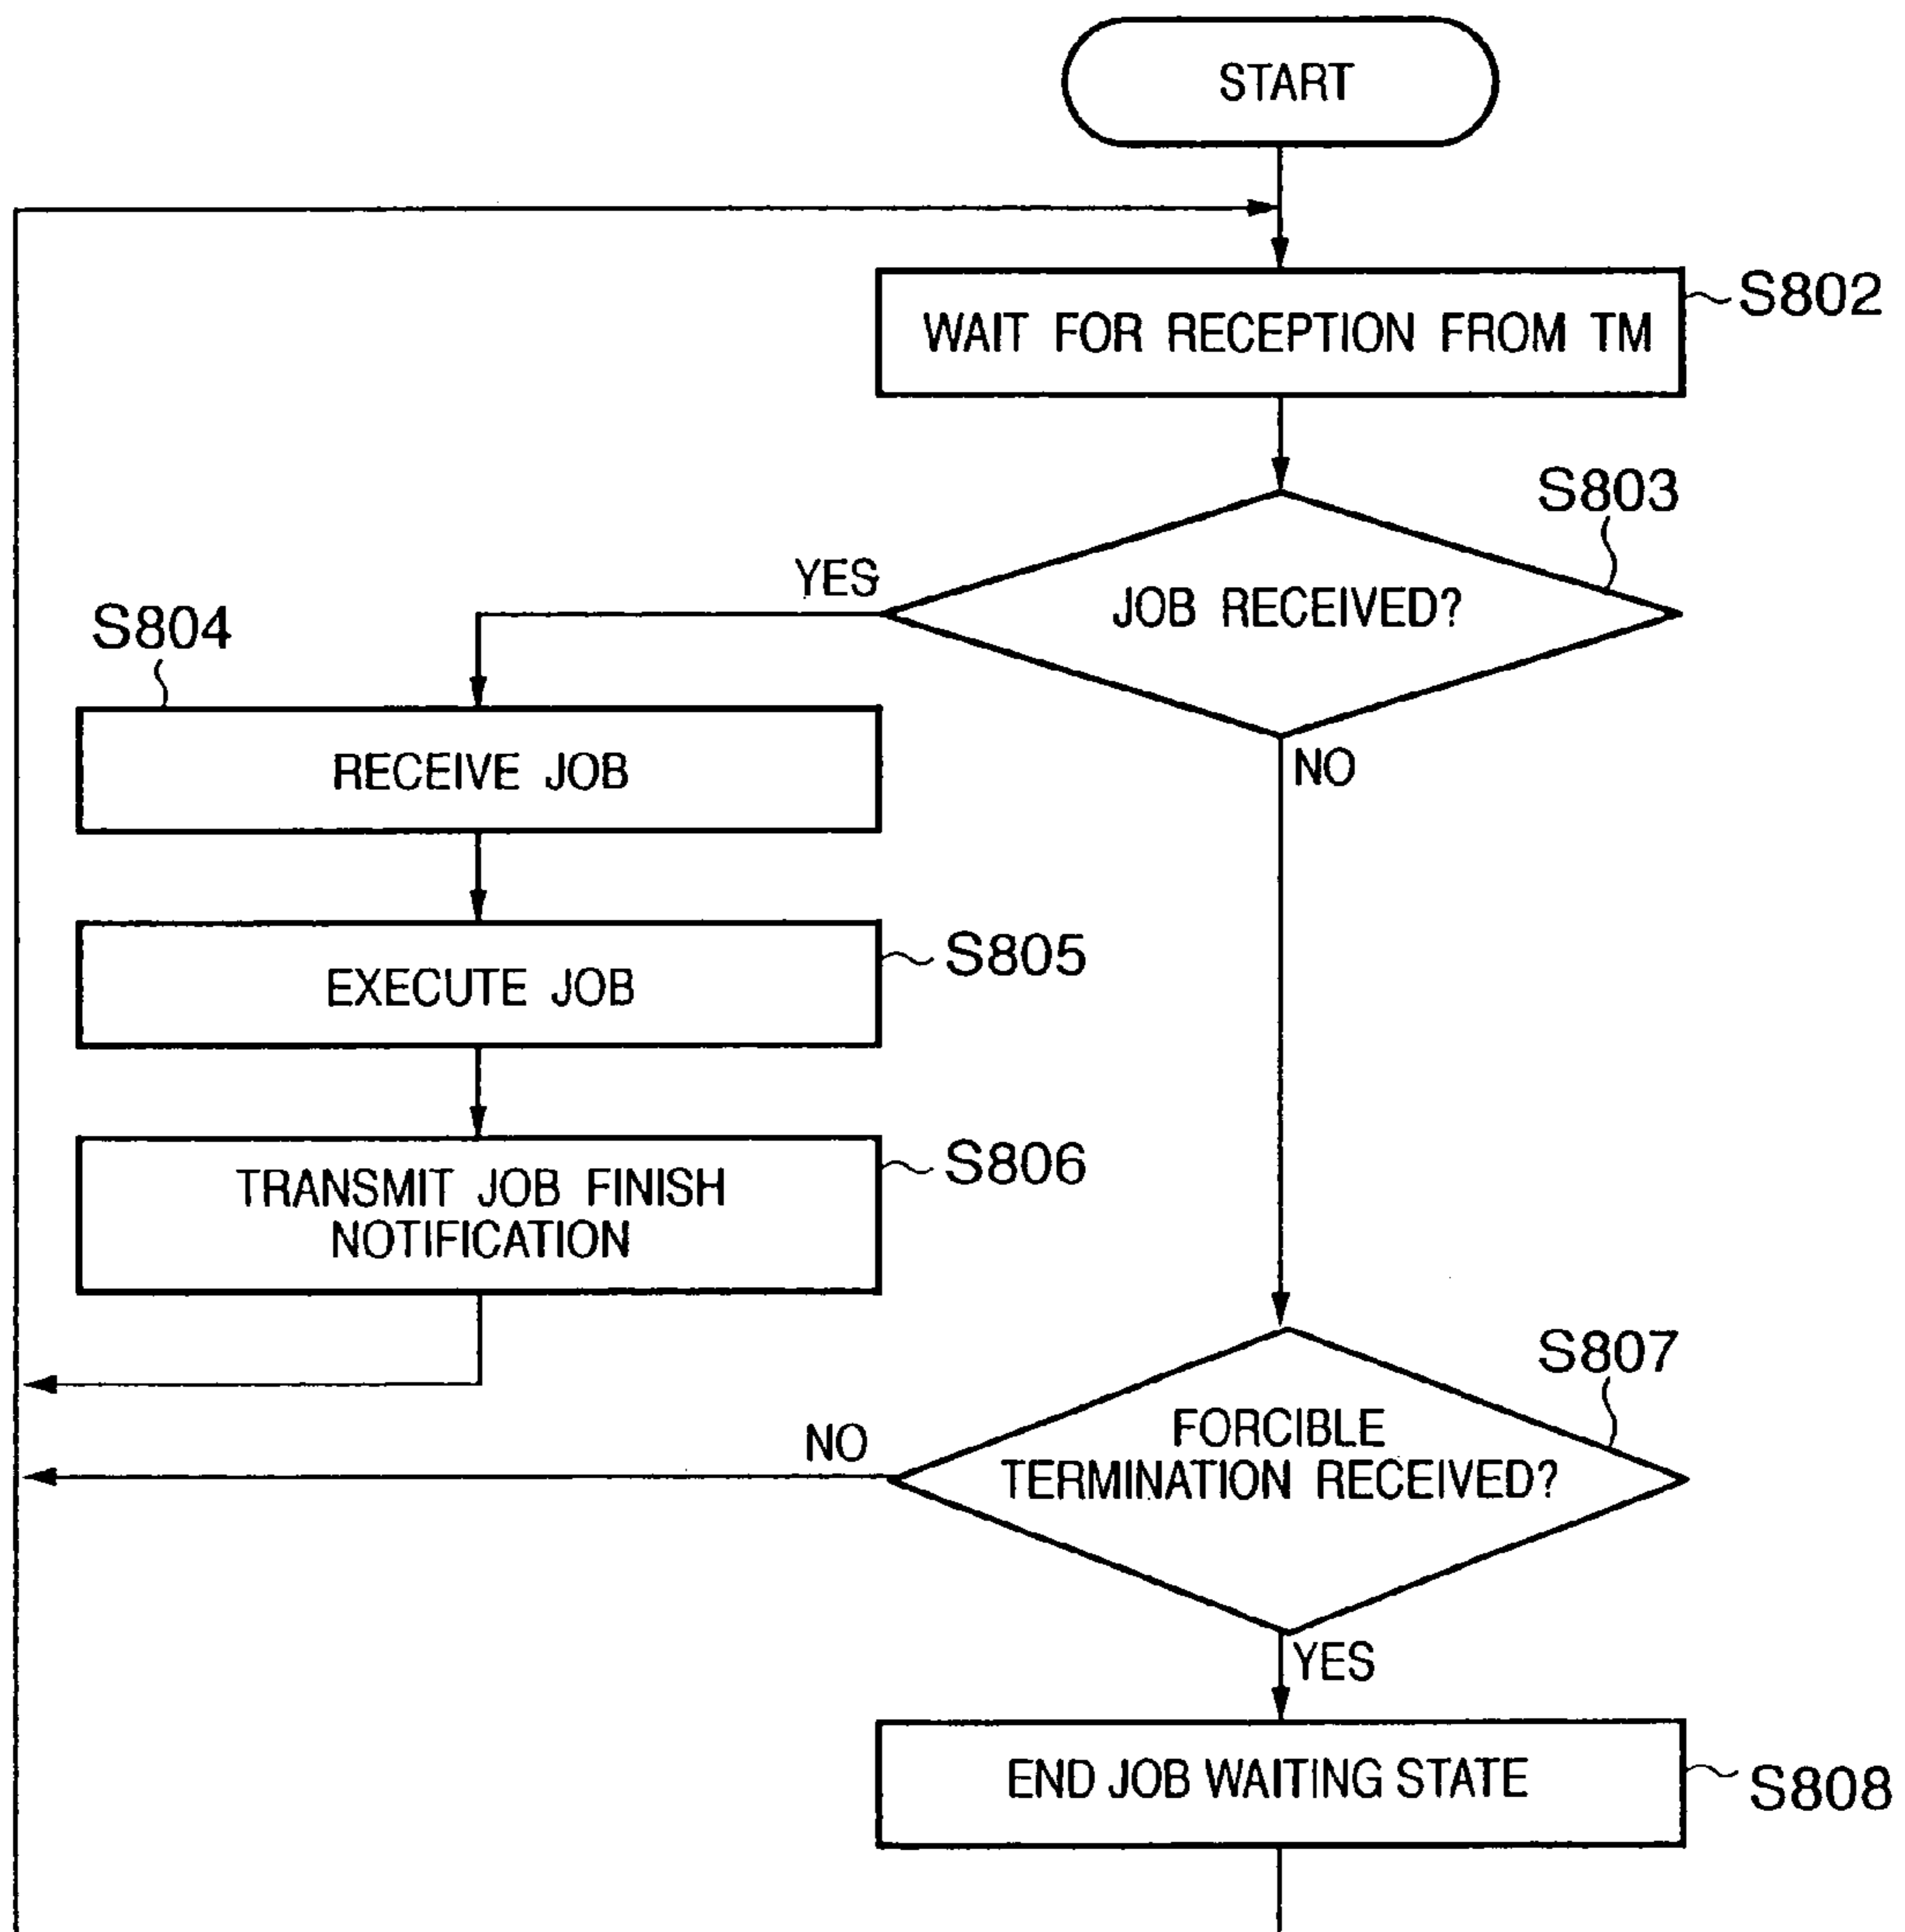 START
WAIT FOR RECEPTION FROM TM
S802
S803
JOB RECEIVED?
YES
NO
S804
RECEIVE JOB
EXECUTE JOB
S805
TRANSMIT JOB FINISH
NOTIFICATION
S806
S807
FORCIBLE
TERMINATION RECEIVED?
NO
YES
END JOB WAITING STATE
S808